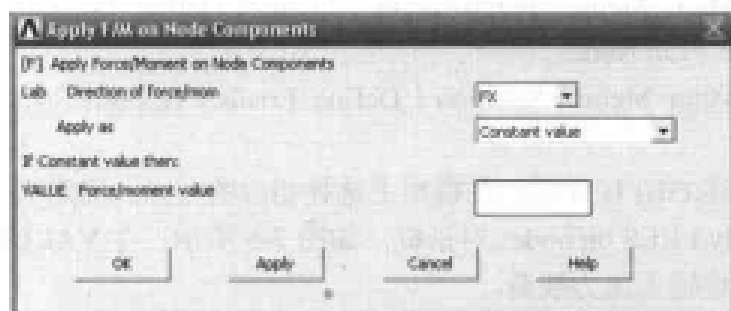 Apply F/M on Node Components
[F] Apply Force/Moment on Node Components
Lab Direction of force/mom
FX
Apply as
Constant value
If Constant value then:
VALUE Force/moment value
OK
Apply
Cancel
Help